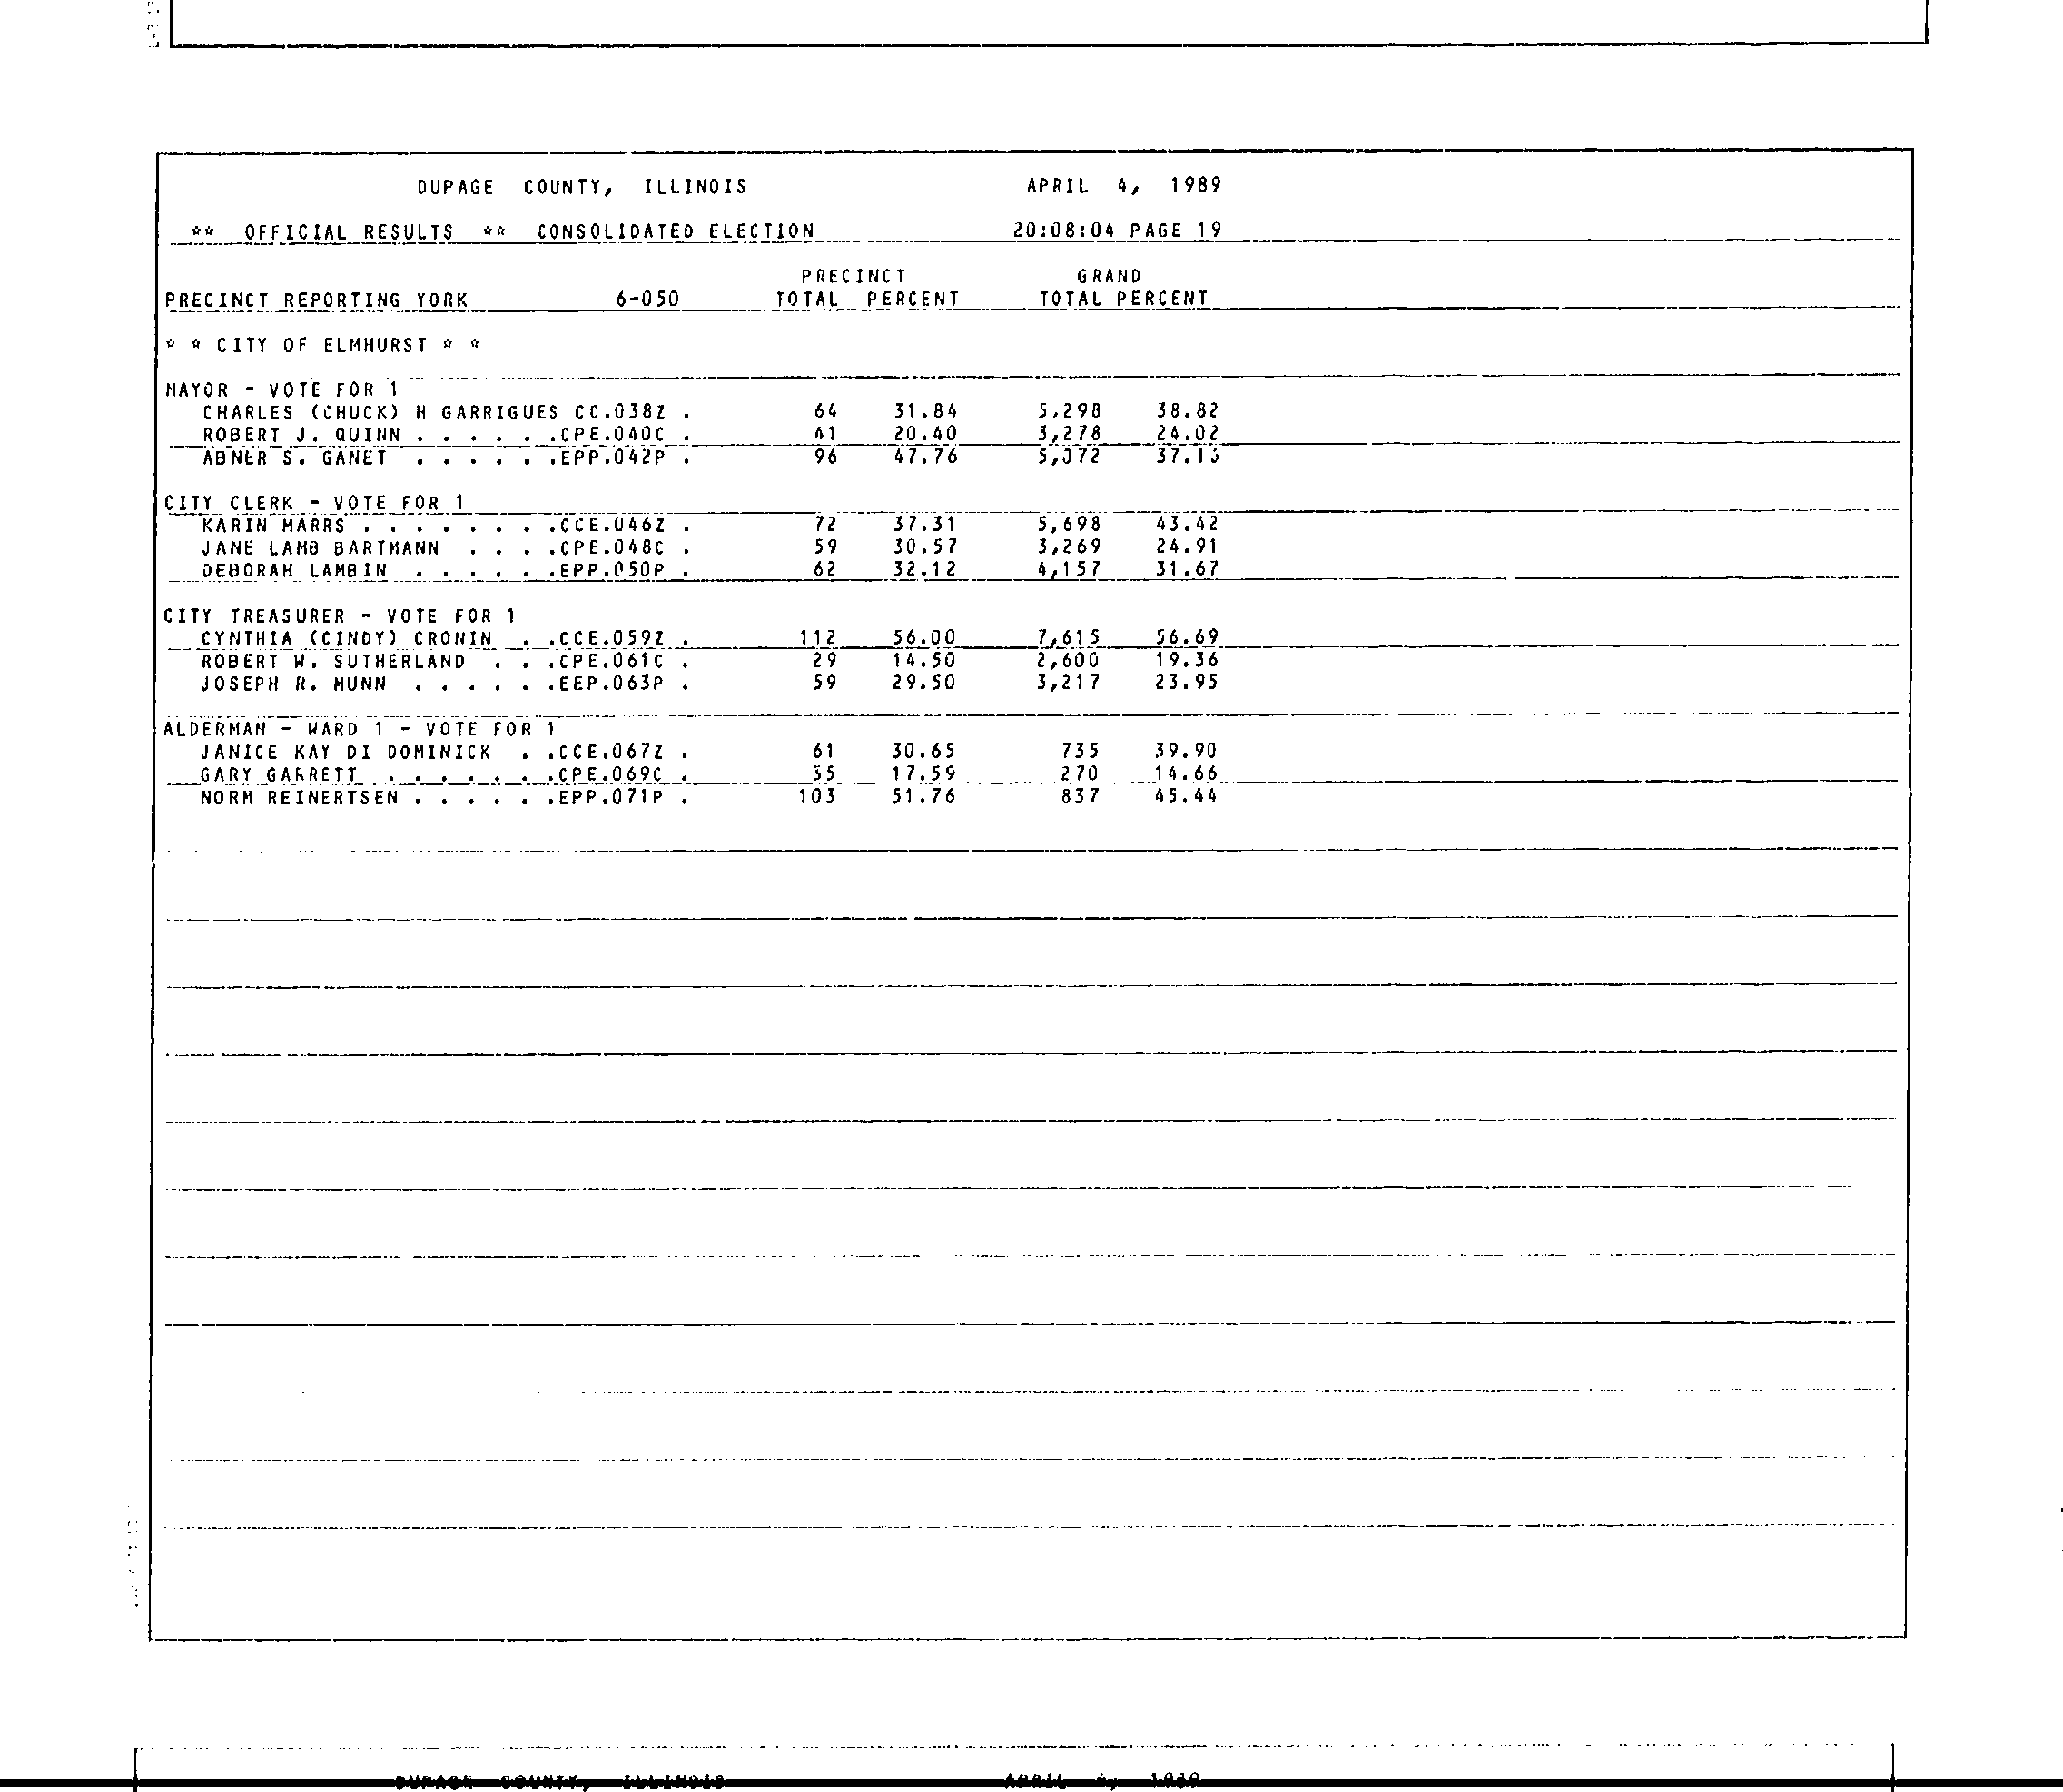 DUPAGE COUNTY, ILLINOIS APRIL 4, 1989
** OFFICIAL RESULTS ** CONSOLIDATED ELECTION 20:08:04 PAGE 19
PRECINCT GRAND
PRECINCT REPORTING YORK 6-050 TOTAL PERCENT TOTAL PERCENT
* * CITY OF ELMHURST * *
MAYOR - VOTE FOR 1
CHARLES (CHUCK) H GARRIGUES CC.038Z . 64 31.84 5,298 38.82
ROBERT J. QUINN . . . . . .CPE.040C . 41 20.40 3,278 24.02
ABNER S. GANET . . . . . .EPP.042P . 96 47.76 5,072 37.16
CITY CLERK - VOTE FOR 1
KARIN MARRS . . . . . . . .CCE.046Z . 72 37.31 5,698 43.42
JANE LAMB BARTMANN . . . .CPE.048C . 59 30.57 3,269 24.91
DEBORAH LAMBIN . . . . . .EPP.050P . 62 32.12 4,157 31.67
CITY TREASURER - VOTE FOR 1
CYNTHIA (CINDY) CRONIN . .CCE.059Z . 112 56.00 7,615 56.69
ROBERT W. SUTHERLAND . . .CPE.061C . 29 14.50 2,600 19.36
JOSEPH R. MUNN . . . . . .EEP.063P . 59 29.50 3,217 23.95
ALDERMAN - WARD 1 - VOTE FOR 1
JANICE KAY DI DOMINICK . .CCE.067Z . 61 30.65 735 39.90
GARY GARRETT . . . . . . .CPE.069C . 35 17.59 270 14.66
NORM REINERTSEN . . . . . .EPP.071P . 103 51.76 837 45.44
DUPAGE COUNTY, ILLINOIS APRIL 4, 1989